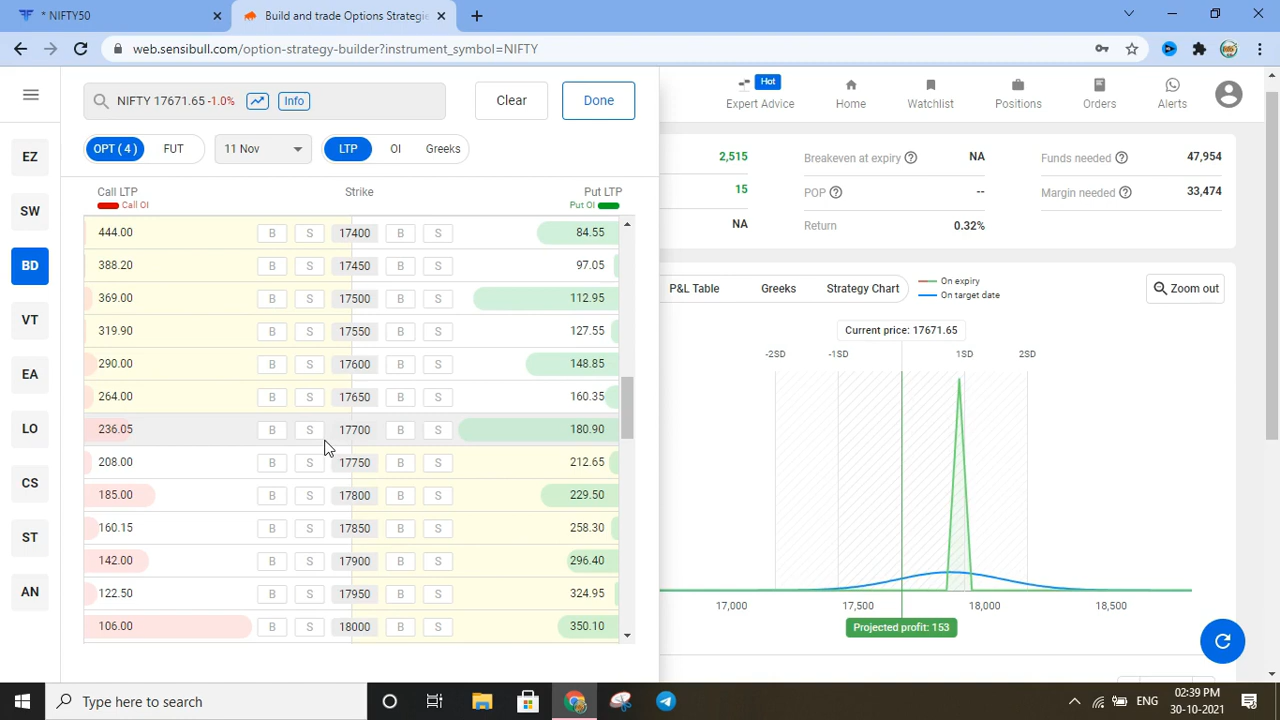 * NIFTY50
Build and trade Options Strategie
web.sensibull.com/option-strategy-builder?instrument_symbol=NIFTY
NIFTY 17671.65 -1.0% Info
Clear
Done
Hot
Expert Advice
Home
Watchlist
Positions
Orders
Alerts
EZ
SW
BD
VT
EA
LO
CS
ST
AN
OPT ( 4 ) FUT
11 Nov
LTP OI Greeks
Call LTP Strike Put LTP
Call OI Put OI
444.00 B S 17400 B S 84.55
388.20 B S 17450 B S 97.05
369.00 B S 17500 B S 112.95
319.90 B S 17550 B S 127.55
290.00 B S 17600 B S 148.85
264.00 B S 17650 B S 160.35
236.05 B S 17700 B S 180.90
208.00 B S 17750 B S 212.65
185.00 B S 17800 B S 229.50
160.15 B S 17850 B S 258.30
142.00 B S 17900 B S 296.40
122.50 B S 17950 B S 324.95
106.00 B S 18000 B S 350.10
2,515
15
NA
Breakeven at expiry NA
POP --
Return 0.32%
Funds needed 47,954
Margin needed 33,474
P&L Table Greeks Strategy Chart
On expiry
On target date
Zoom out
Current price: 17671.65
-2SD -1SD 1SD 2SD
17,000 17,500 18,000 18,500
Projected profit: 153
Type here to search
ENG
02:39 PM
30-10-2021